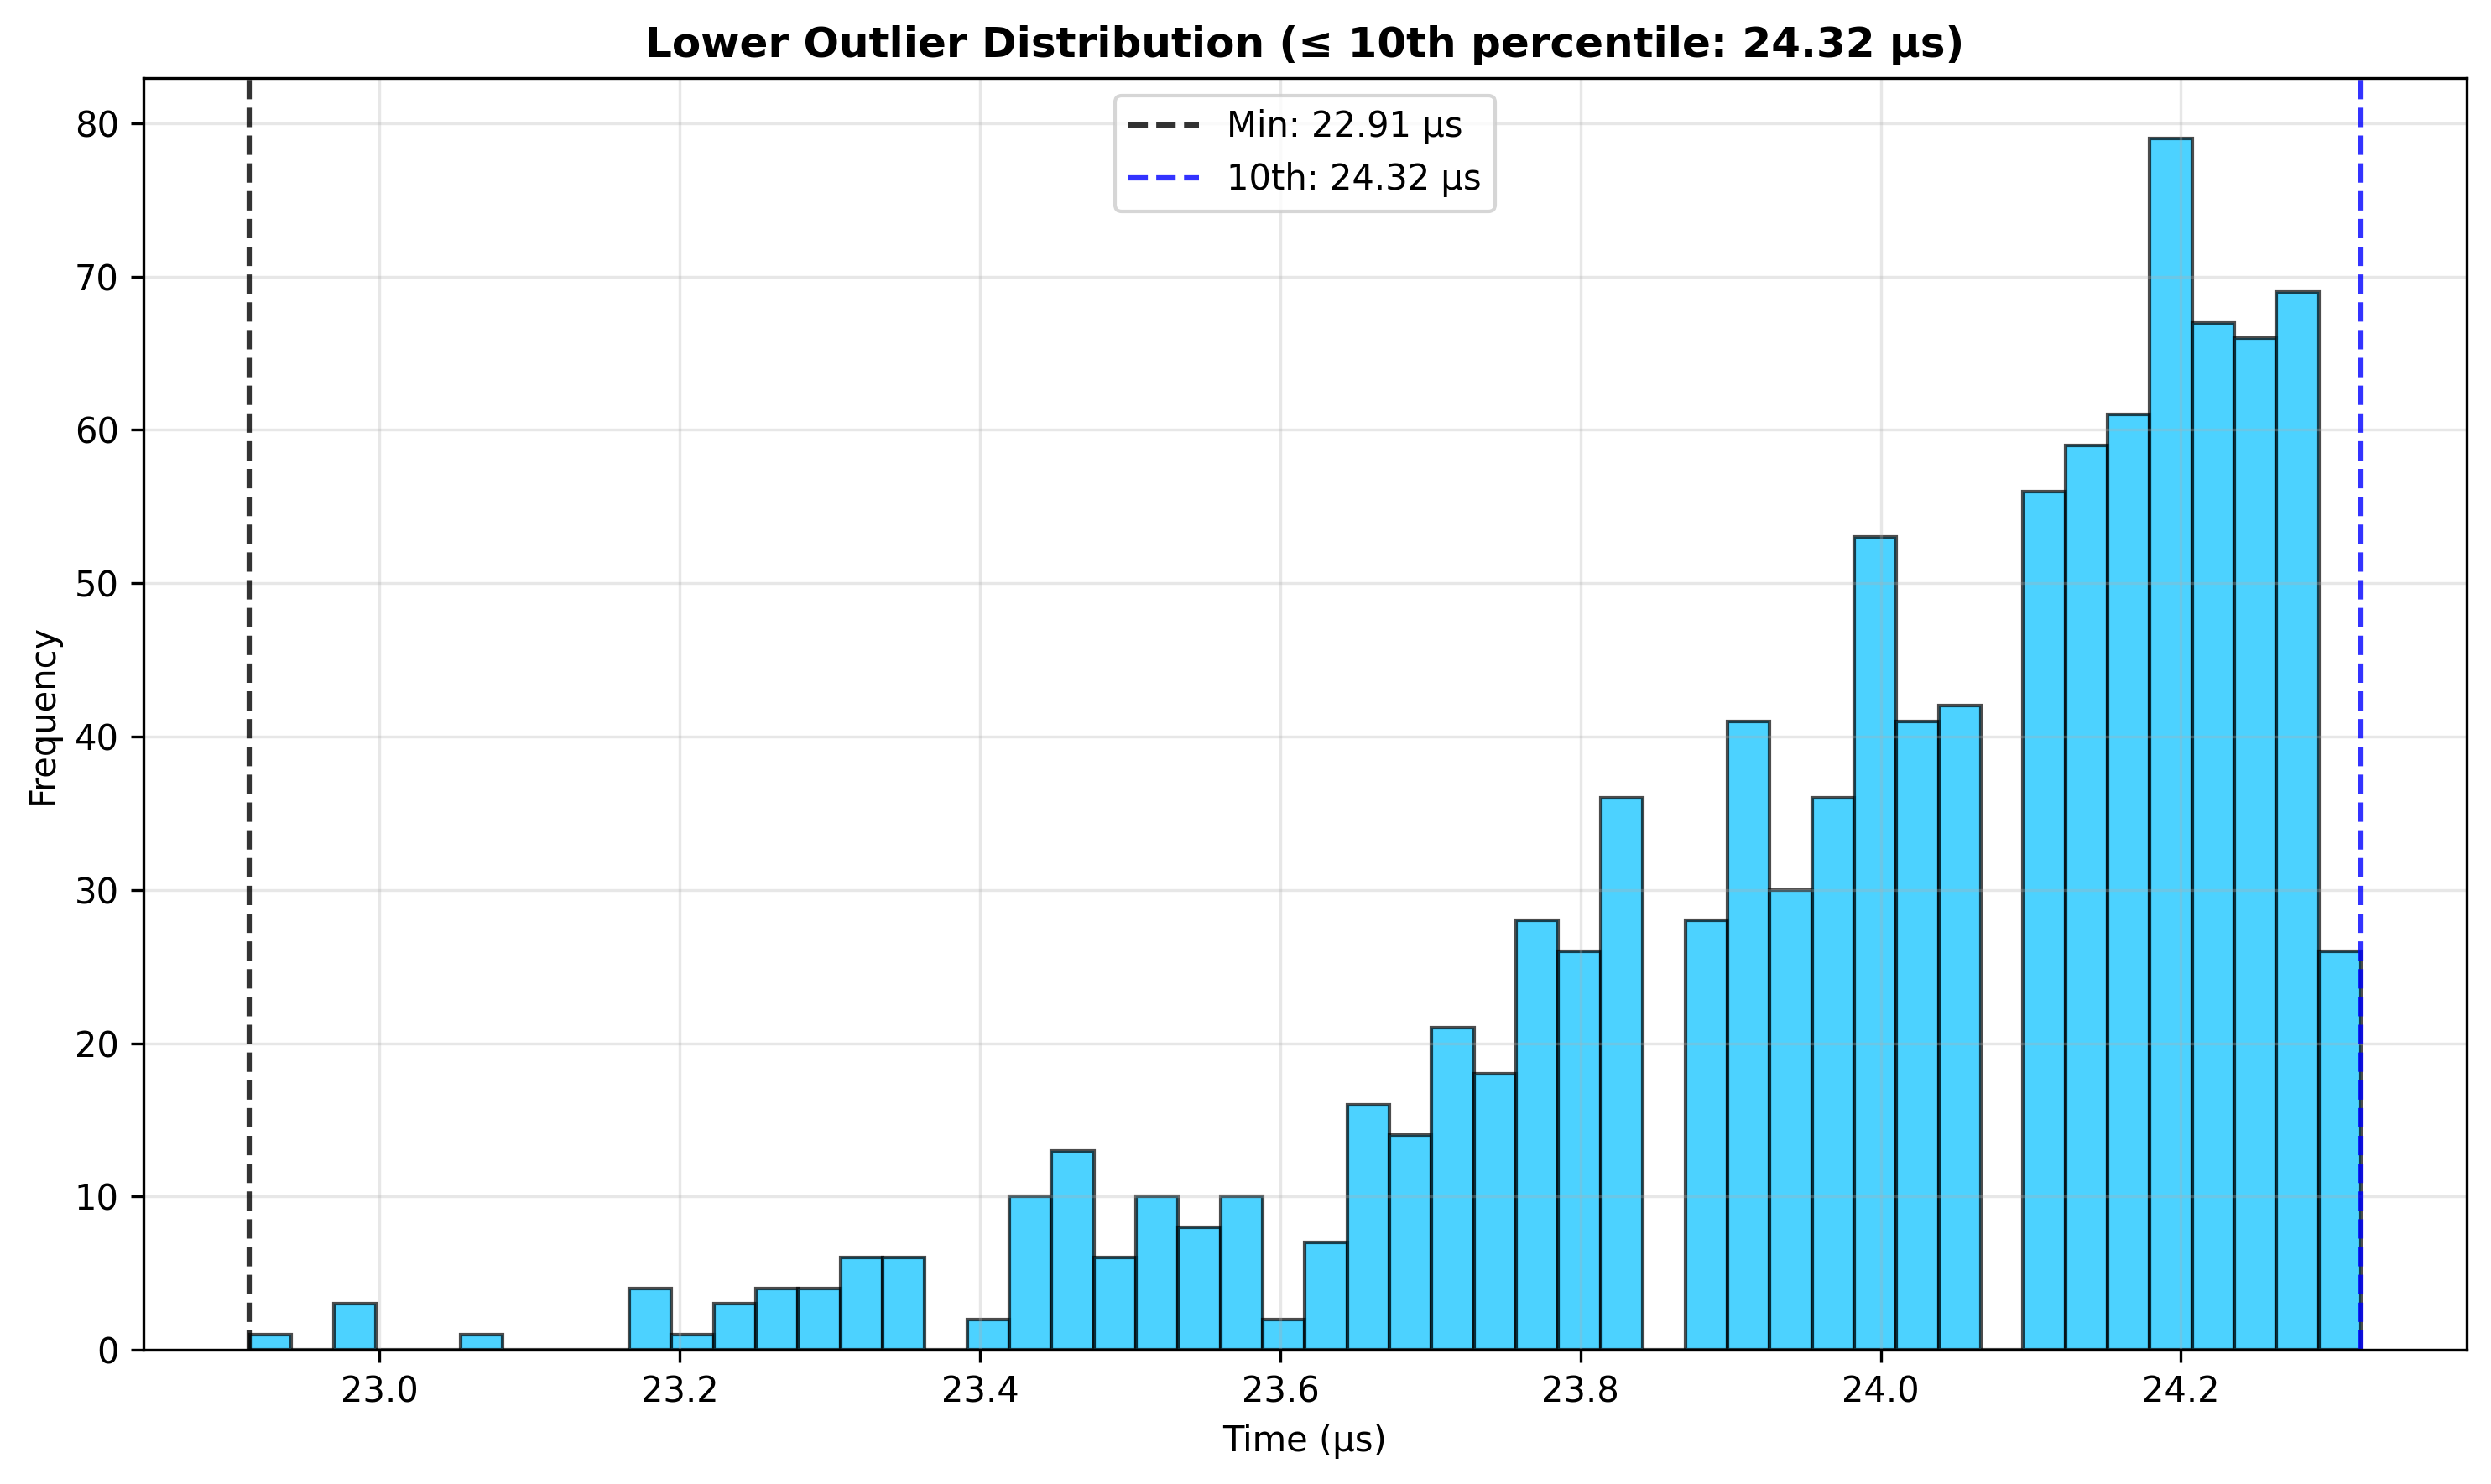 Lower Outlier Distribution (≤ 10th percentile: 24.32 µs)
Min: 22.91 µs
10th: 24.32 µs
80
70
60
50
40
30
20
10
0
Frequency
23.0 23.2 23.4 23.6 23.8 24.0 24.2
Time (µs)